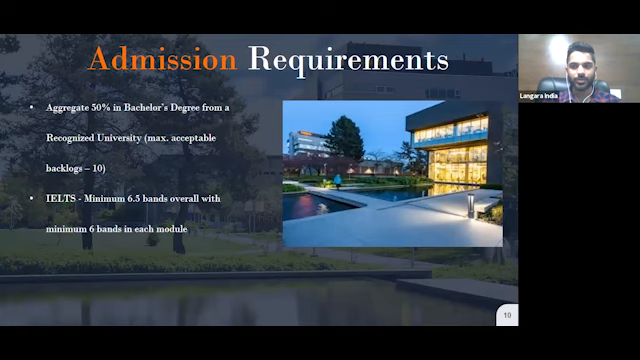 Admission Requirements
• Aggregate 50% in Bachelor's Degree from a
Recognized University (max. acceptable
backlogs – 10)
• IELTS - Minimum 6.5 bands overall with
minimum 6 bands in each module
Langara India
10